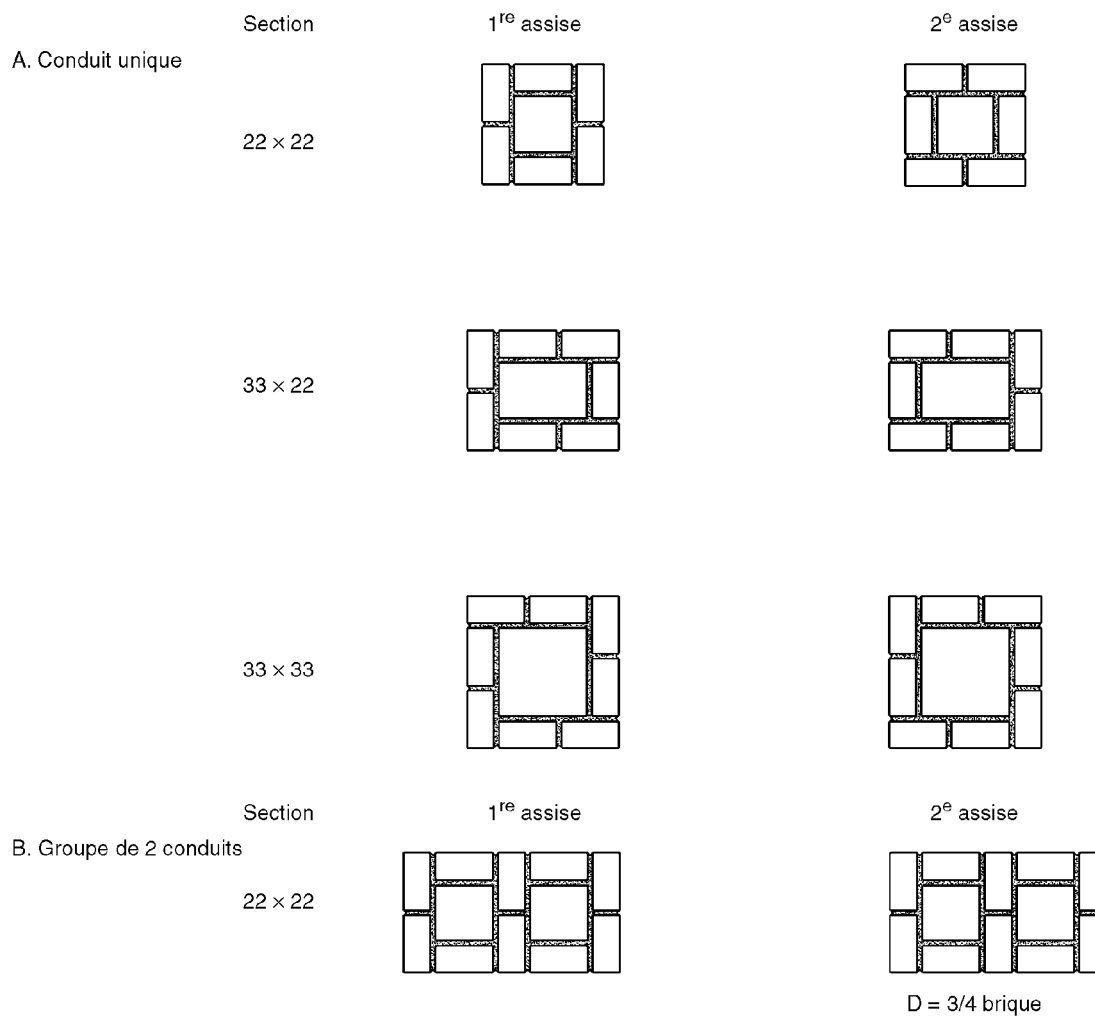 Section 1re assise 2e assise
A. Conduit unique
22 × 22
33 × 22
33 × 33
Section 1re assise 2e assise
B. Groupe de 2 conduits
22 × 22
D = 3/4 brique